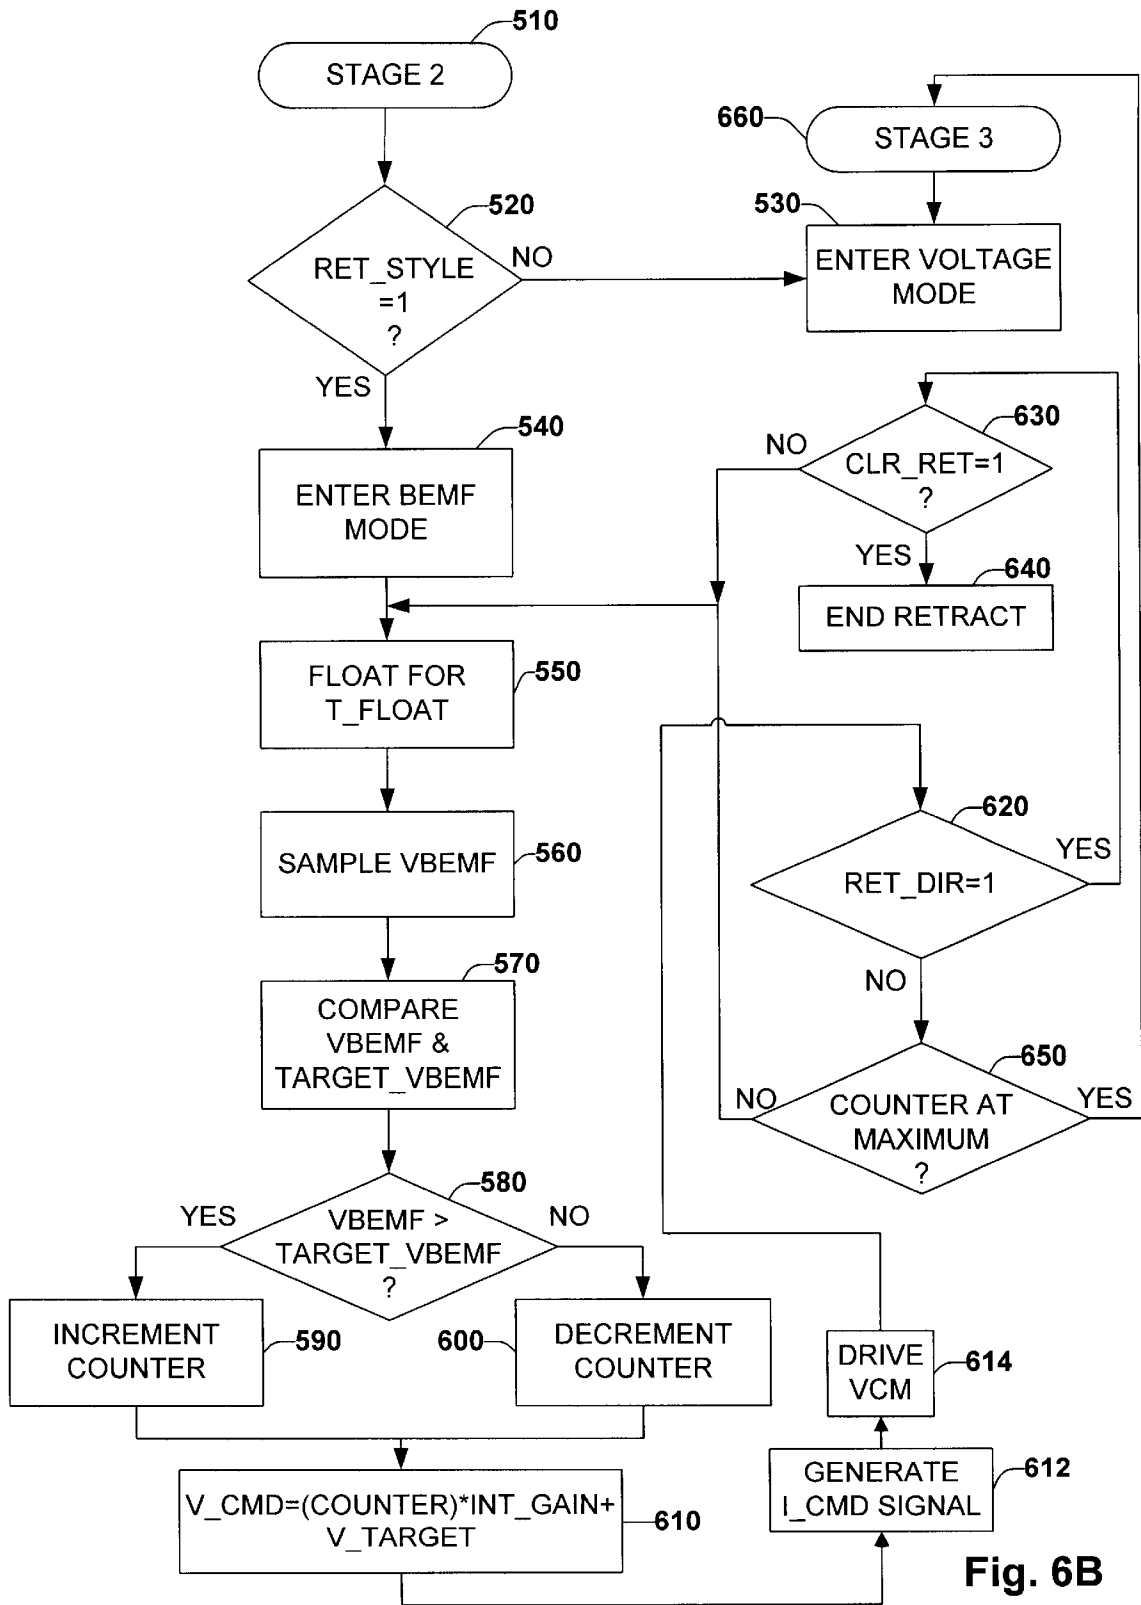 510
STAGE 2
660
STAGE 3
520
RET_STYLE
=1
?
NO
YES
530
ENTER VOLTAGE
MODE
540
ENTER BEMF
MODE
630
CLR_RET=1
?
NO
YES
640
END RETRACT
550
FLOAT FOR
T_FLOAT
560
SAMPLE VBEMF
620
RET_DIR=1
YES
NO
570
COMPARE
VBEMF &
TARGET_VBEMF
650
COUNTER AT
MAXIMUM
?
NO
YES
580
VBEMF >
TARGET_VBEMF
?
YES
NO
INCREMENT
COUNTER
590
600
DECREMENT
COUNTER
DRIVE
VCM
614
GENERATE
I_CMD SIGNAL
612
V_CMD=(COUNTER)*INT_GAIN+
V_TARGET
610
Fig. 6B